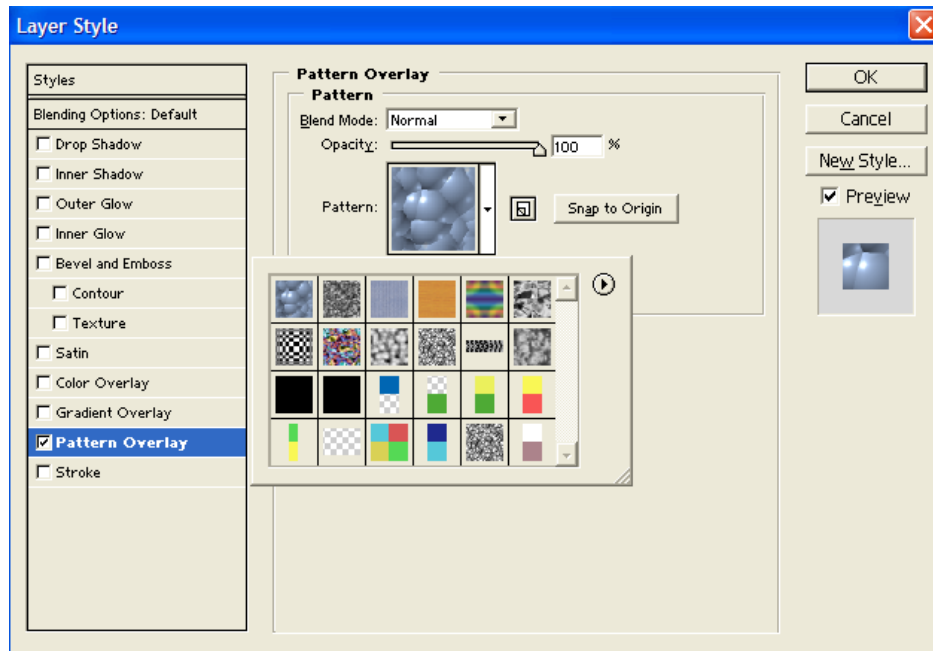 Layer Style
Styles
Blending Options: Default
Drop Shadow
Inner Shadow
Outer Glow
Inner Glow
Bevel and Emboss
Contour
Texture
Satin
Color Overlay
Gradient Overlay
Pattern Overlay
Stroke
Pattern Overlay
Pattern
Blend Mode: Normal
Opacity: 100 %
Pattern:
Snap to Origin
OK
Cancel
New Style...
Preview